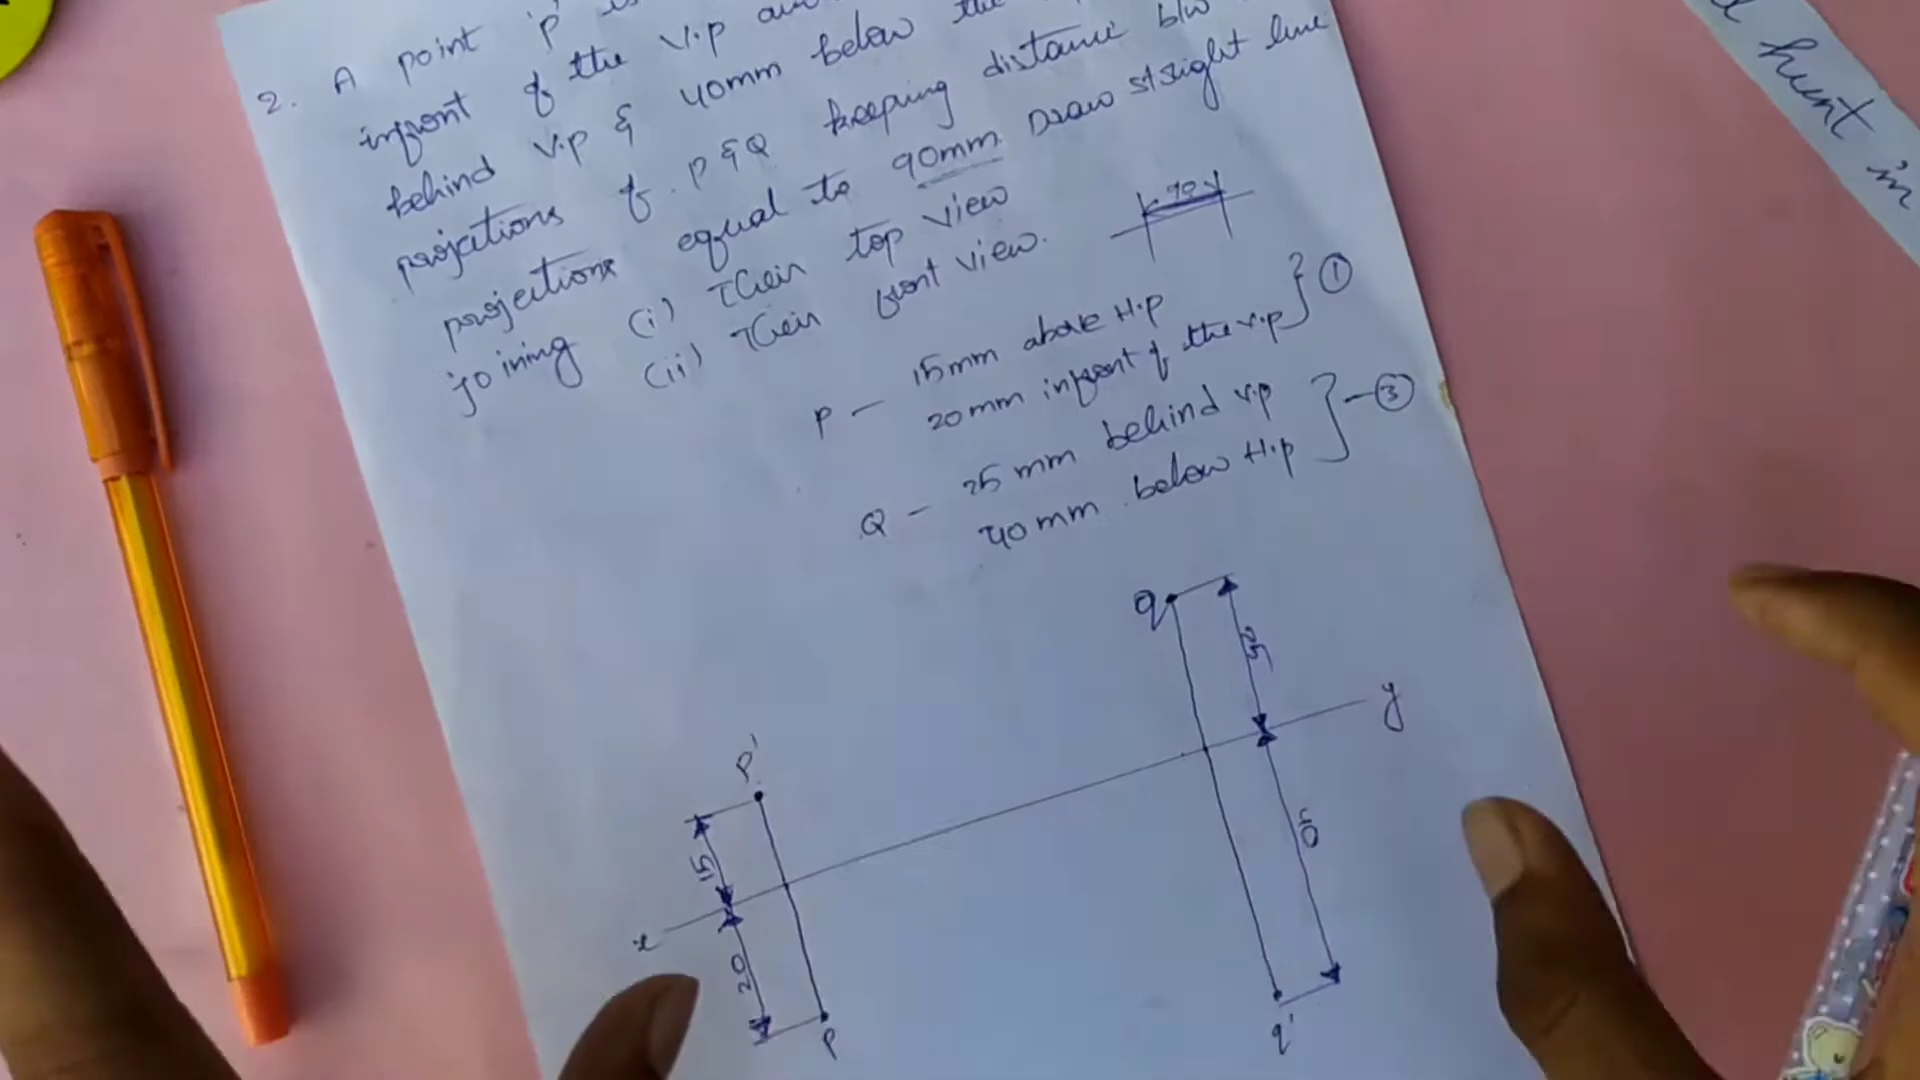 2. A point 'p'
infront of the V.P
behind V.P & 40mm below the
projections of P & Q keeping distance b/w
projections equal to 90mm Draw straight line
joining (i) Their top view
(ii) Their front view.
90
P - 15mm above H.P
20mm infront of the V.P } 1
Q - 25 mm behind V.P
40 mm below H.P } - 3
q
25
y
p'
15
40
x
20
p
q'
hunt in